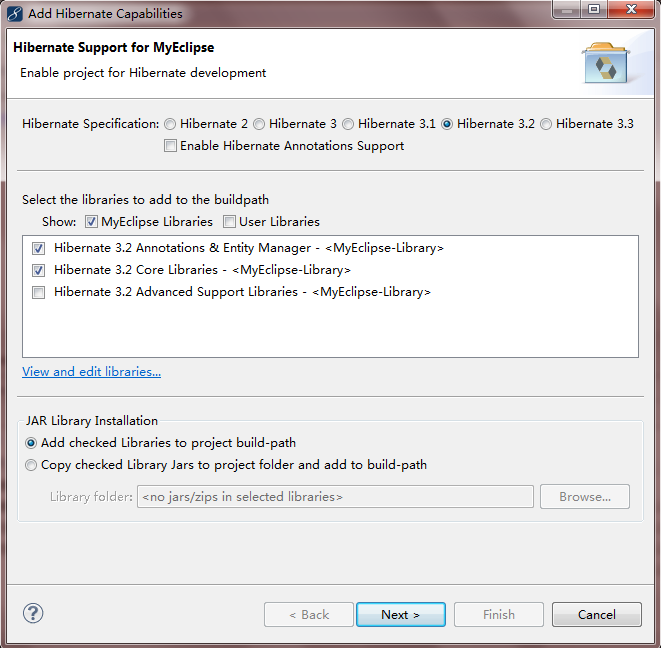 Add Hibernate Capabilities
Hibernate Support for MyEclipse
Enable project for Hibernate development
Hibernate Specification: Hibernate 2 Hibernate 3 Hibernate 3.1 Hibernate 3.2 Hibernate 3.3
Enable Hibernate Annotations Support
Select the libraries to add to the buildpath
Show: MyEclipse Libraries User Libraries
Hibernate 3.2 Annotations & Entity Manager - <MyEclipse-Library>
Hibernate 3.2 Core Libraries - <MyEclipse-Library>
Hibernate 3.2 Advanced Support Libraries - <MyEclipse-Library>
View and edit libraries...
JAR Library Installation
Add checked Libraries to project build-path
Copy checked Library Jars to project folder and add to build-path
Library folder: <no jars/zips in selected libraries> Browse...
? < Back Next > Finish Cancel